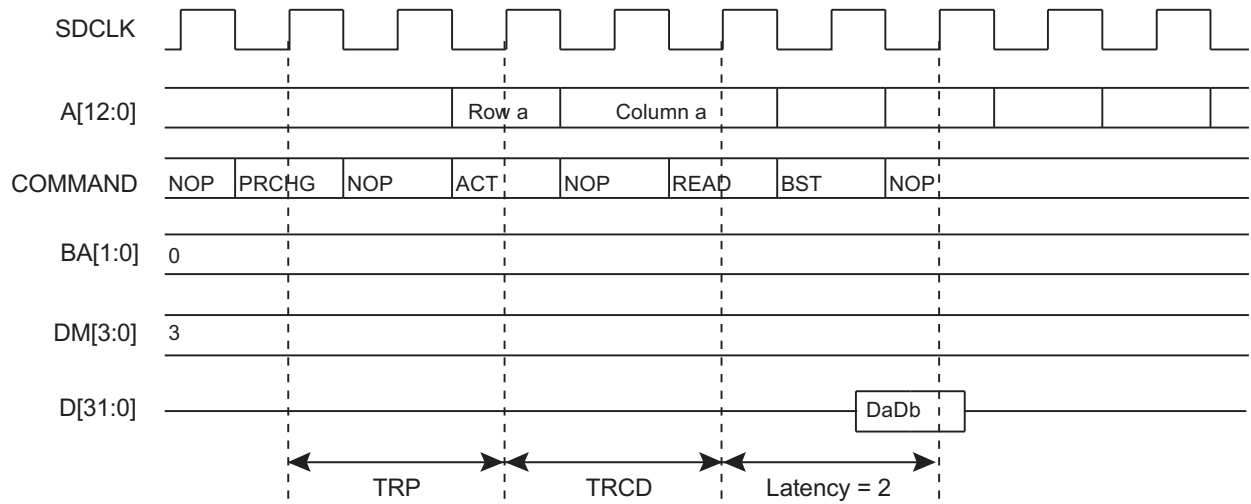 SDCLK
A[12:0] Row a Column a
COMMAND NOP PRCHG NOP ACT NOP READ BST NOP
BA[1:0] 0
DM[3:0] 3
D[31:0] DaDb
TRP TRCD Latency = 2